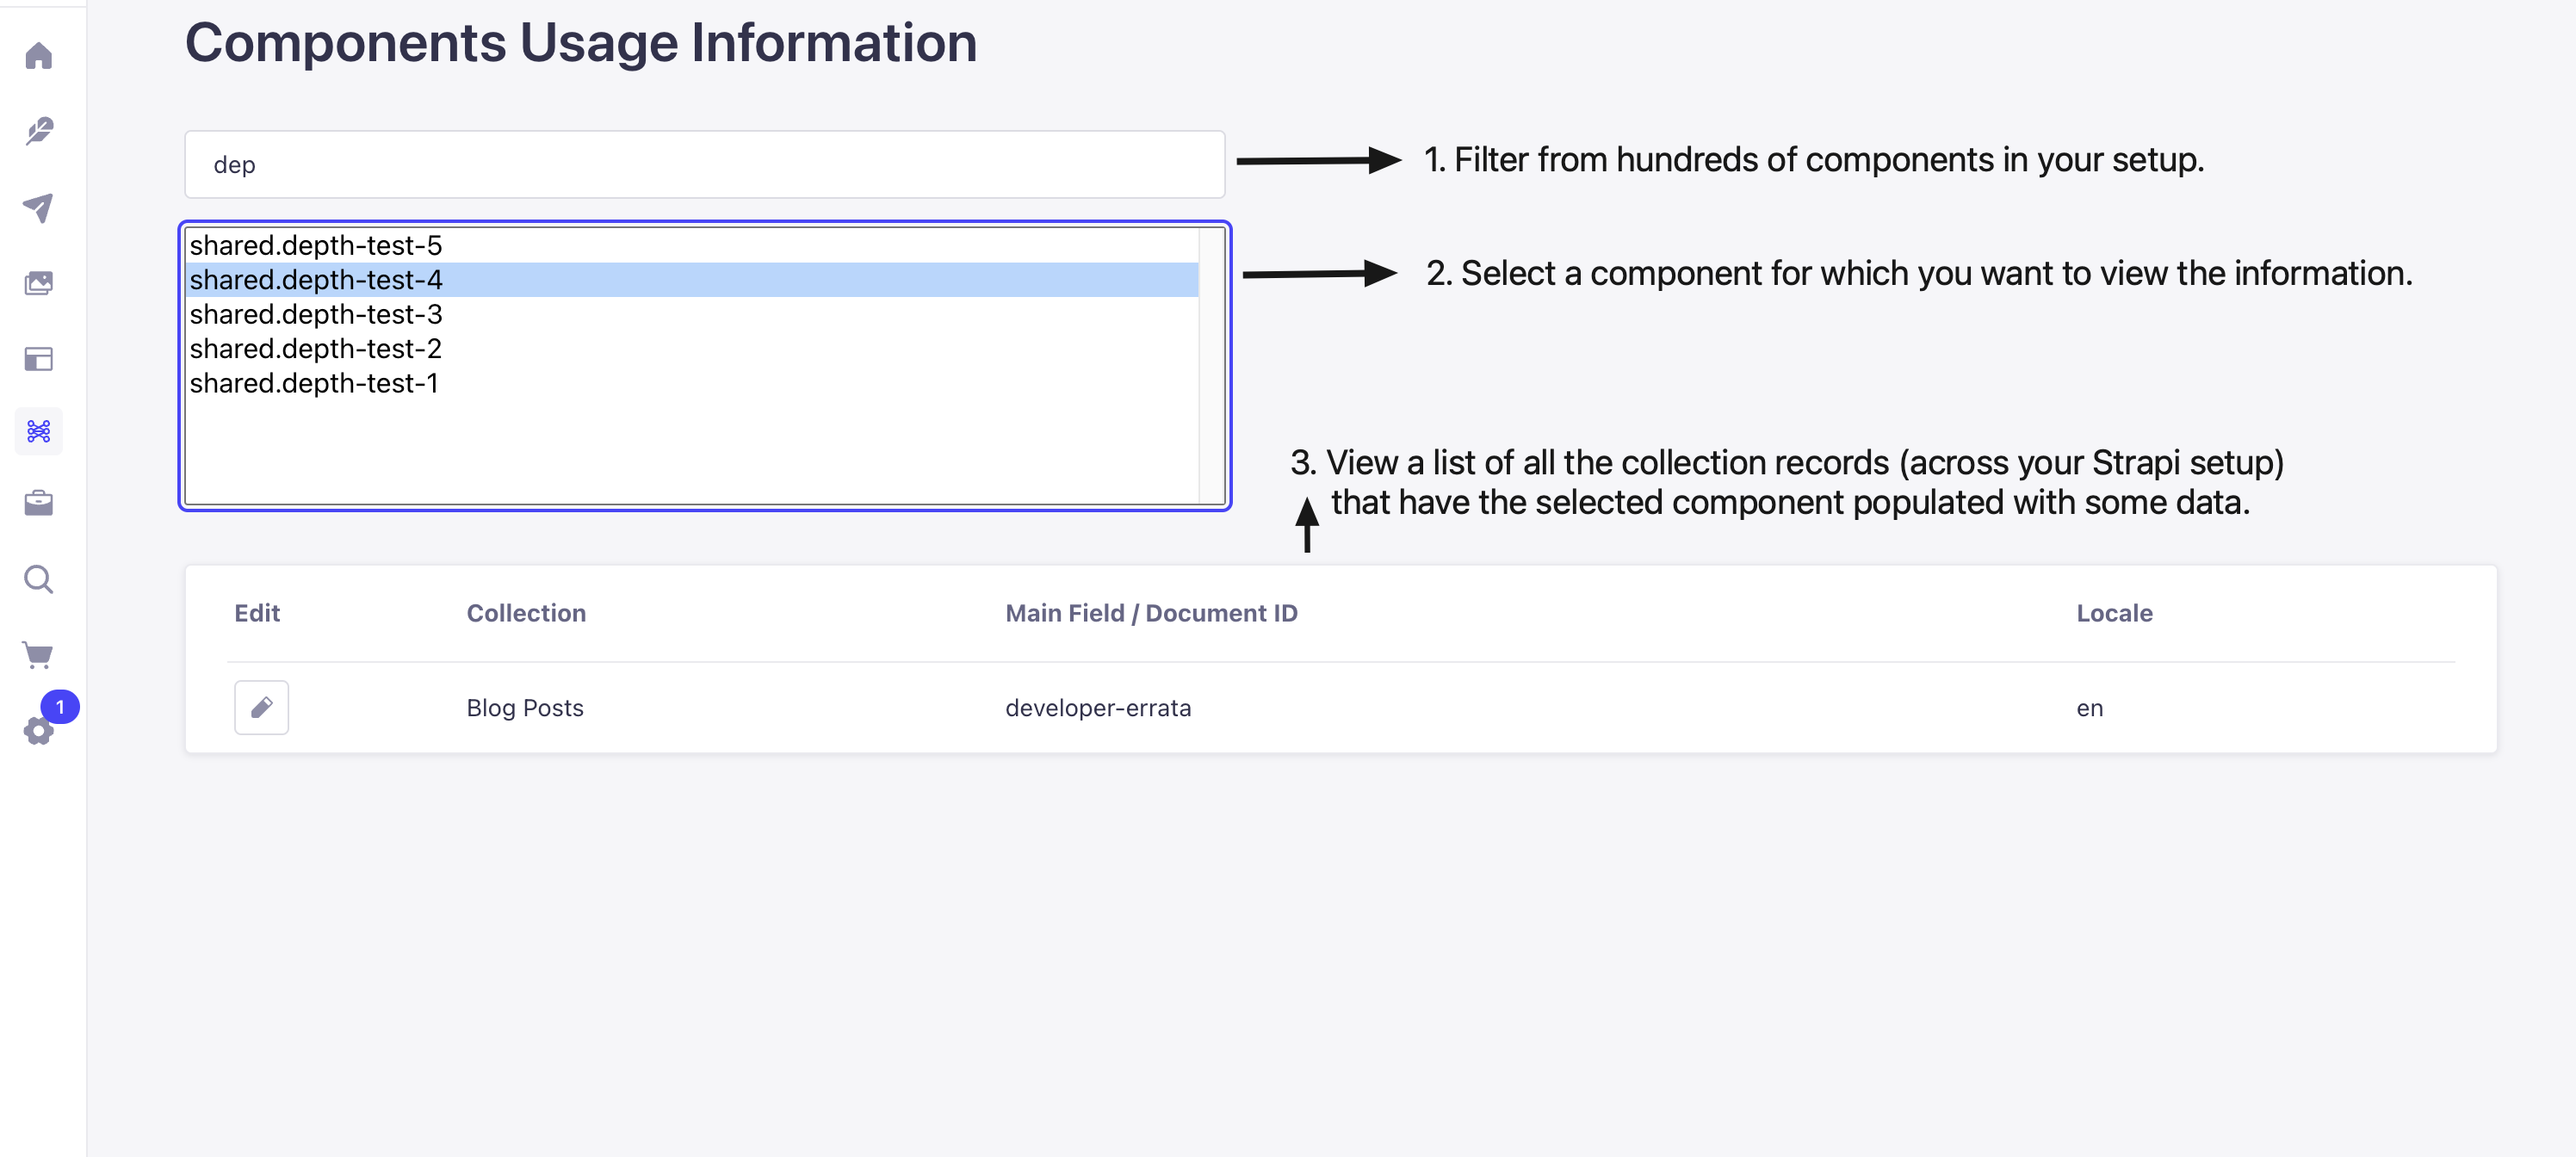 Components Usage Information
dep
1. Filter from hundreds of components in your setup.
shared.depth-test-5
shared.depth-test-4
shared.depth-test-3
shared.depth-test-2
shared.depth-test-1
2. Select a component for which you want to view the information.
3. View a list of all the collection records (across your Strapi setup)
that have the selected component populated with some data.
Edit Collection Main Field / Document ID Locale
Blog Posts developer-errata en
1